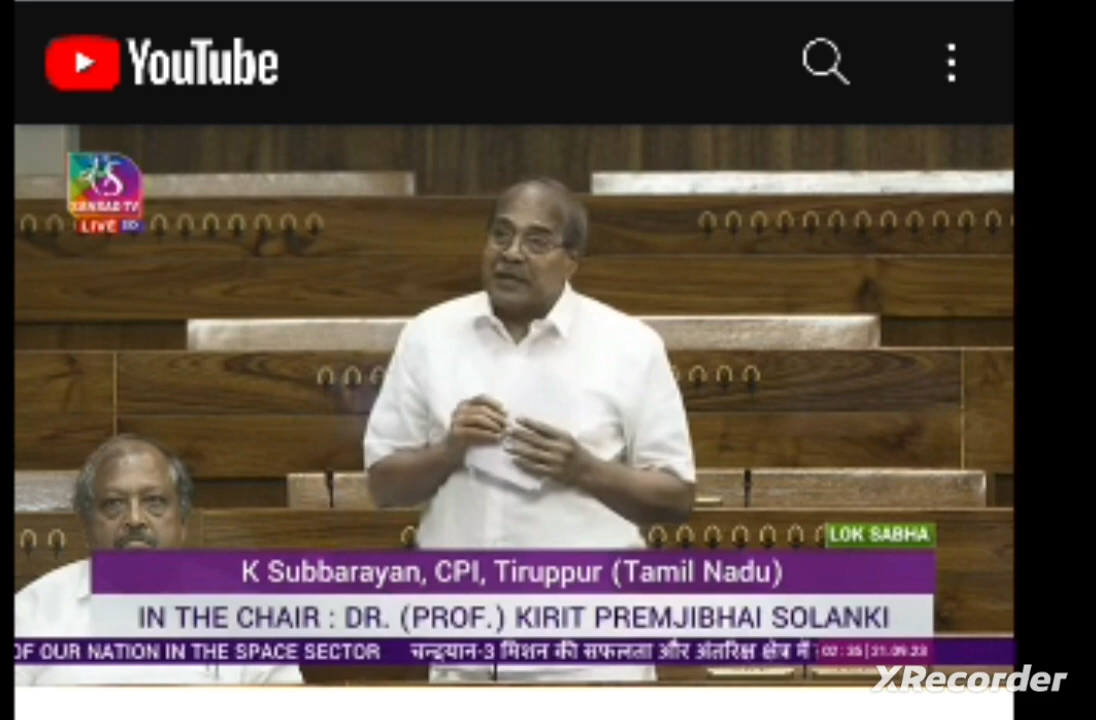 YouTube
SANSAD TV
LIVE HD
LOK SABHA
K Subbarayan, CPI, Tiruppur (Tamil Nadu)
IN THE CHAIR : DR. (PROF.) KIRIT PREMJIBHAI SOLANKI
OF OUR NATION IN THE SPACE SECTOR चन्द्रयान-3 मिशन की सफलता और अंतरिक्ष क्षेत्र में
02:35 | 21.09.23
XRecorder